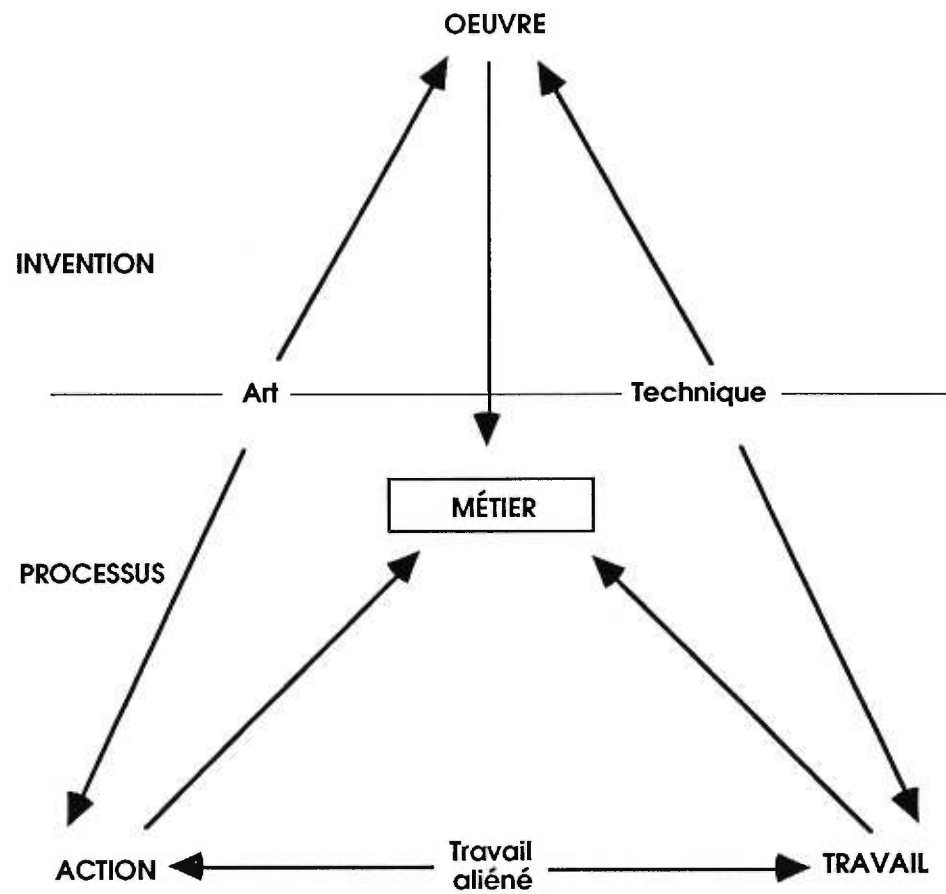 OEUVRE
INVENTION
Art
Technique
MÉTIER
PROCESSUS
ACTION
Travail
aliéné
TRAVAIL